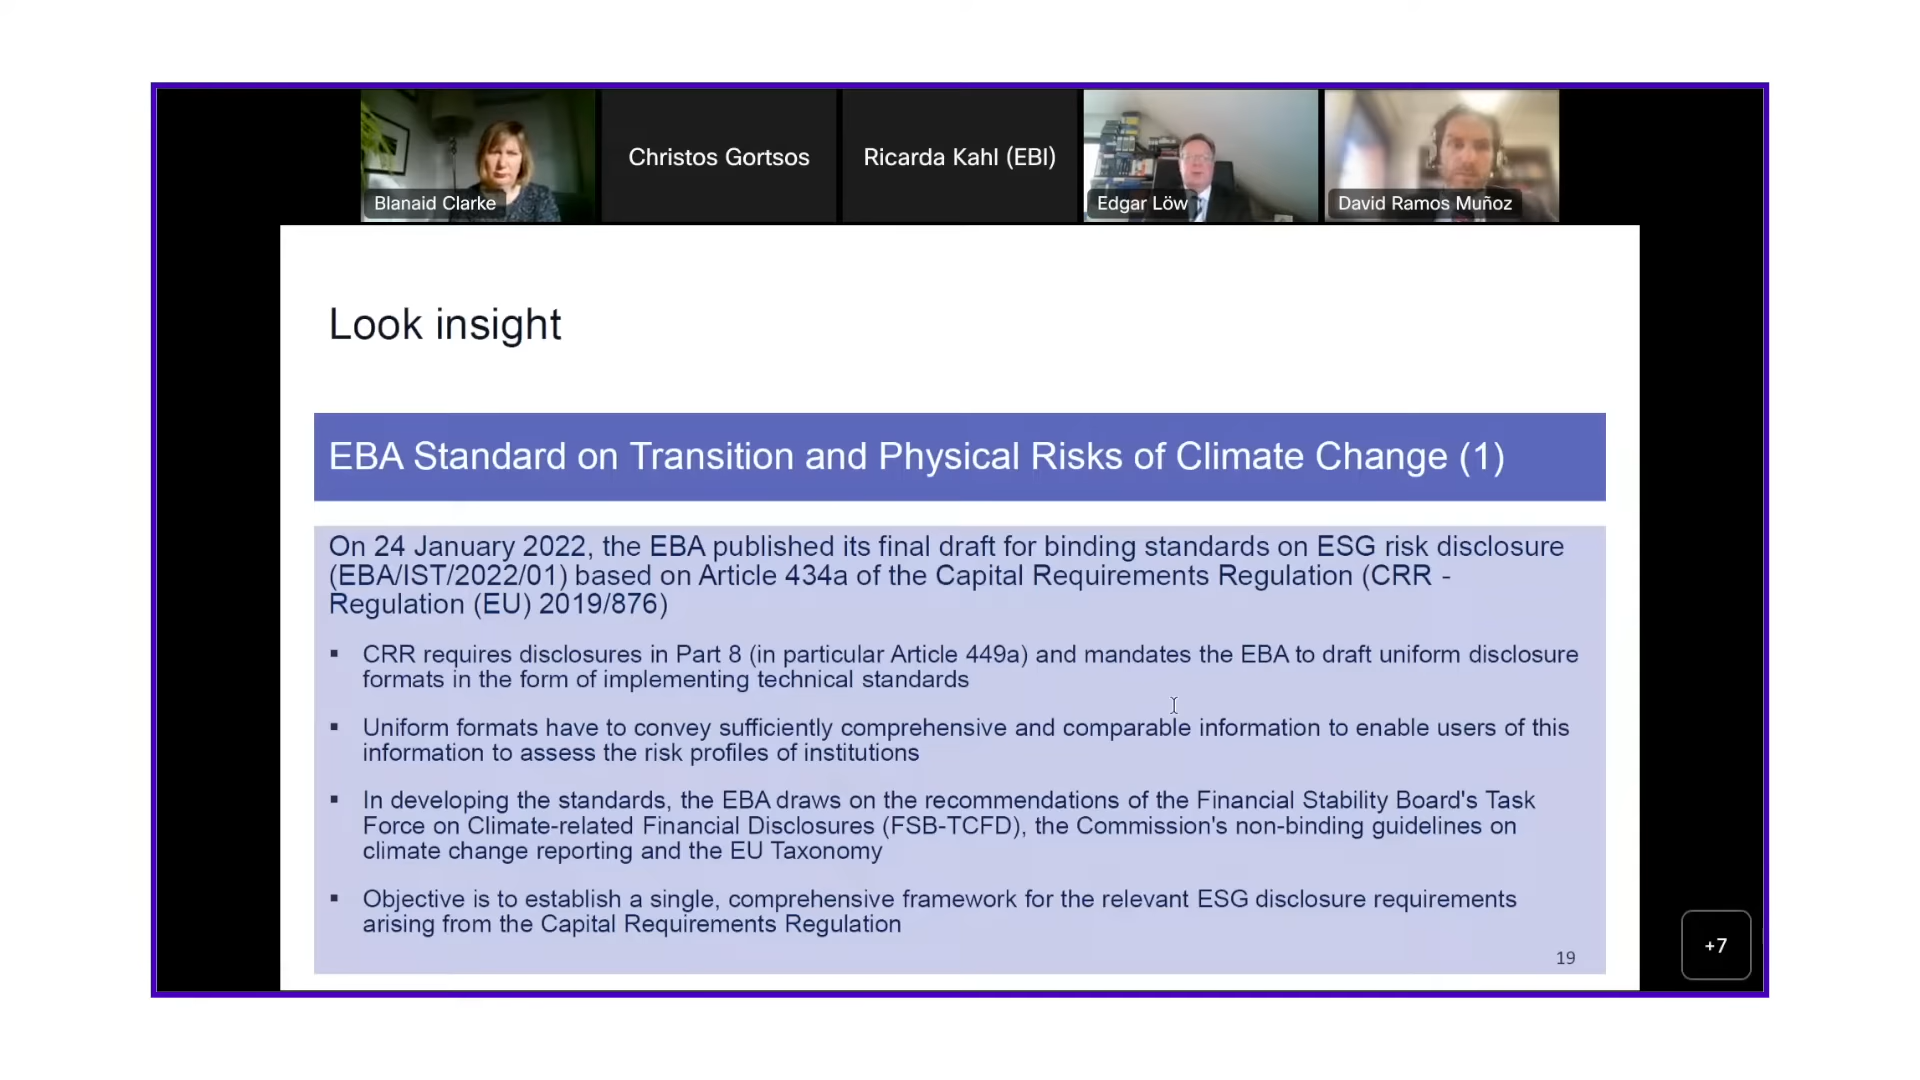 Blanaid Clarke
Christos Gortsos
Ricarda Kahl (EBI)
Edgar Löw
David Ramos Muñoz
Look insight
EBA Standard on Transition and Physical Risks of Climate Change (1)
On 24 January 2022, the EBA published its final draft for binding standards on ESG risk disclosure
(EBA/IST/2022/01) based on Article 434a of the Capital Requirements Regulation (CRR -
Regulation (EU) 2019/876)
▪ CRR requires disclosures in Part 8 (in particular Article 449a) and mandates the EBA to draft uniform disclosure
formats in the form of implementing technical standards
▪ Uniform formats have to convey sufficiently comprehensive and comparable information to enable users of this
information to assess the risk profiles of institutions
▪ In developing the standards, the EBA draws on the recommendations of the Financial Stability Board's Task
Force on Climate-related Financial Disclosures (FSB-TCFD), the Commission's non-binding guidelines on
climate change reporting and the EU Taxonomy
▪ Objective is to establish a single, comprehensive framework for the relevant ESG disclosure requirements
arising from the Capital Requirements Regulation
19
+7